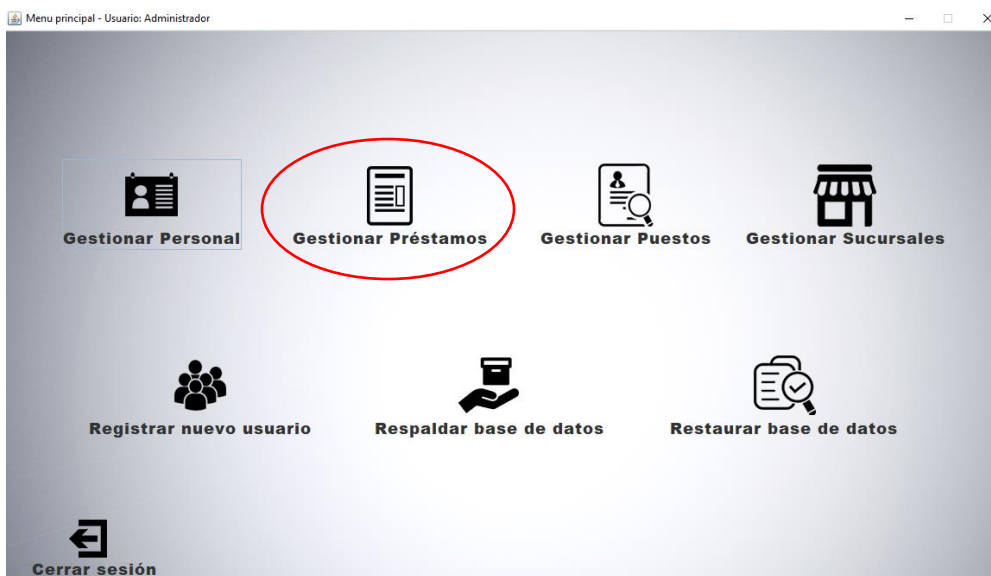 Menu principal - Usuario: Administrador
Gestionar Personal
Gestionar Préstamos
Gestionar Puestos
Gestionar Sucursales
Registrar nuevo usuario
Respaldar base de datos
Restaurar base de datos
Cerrar sesión